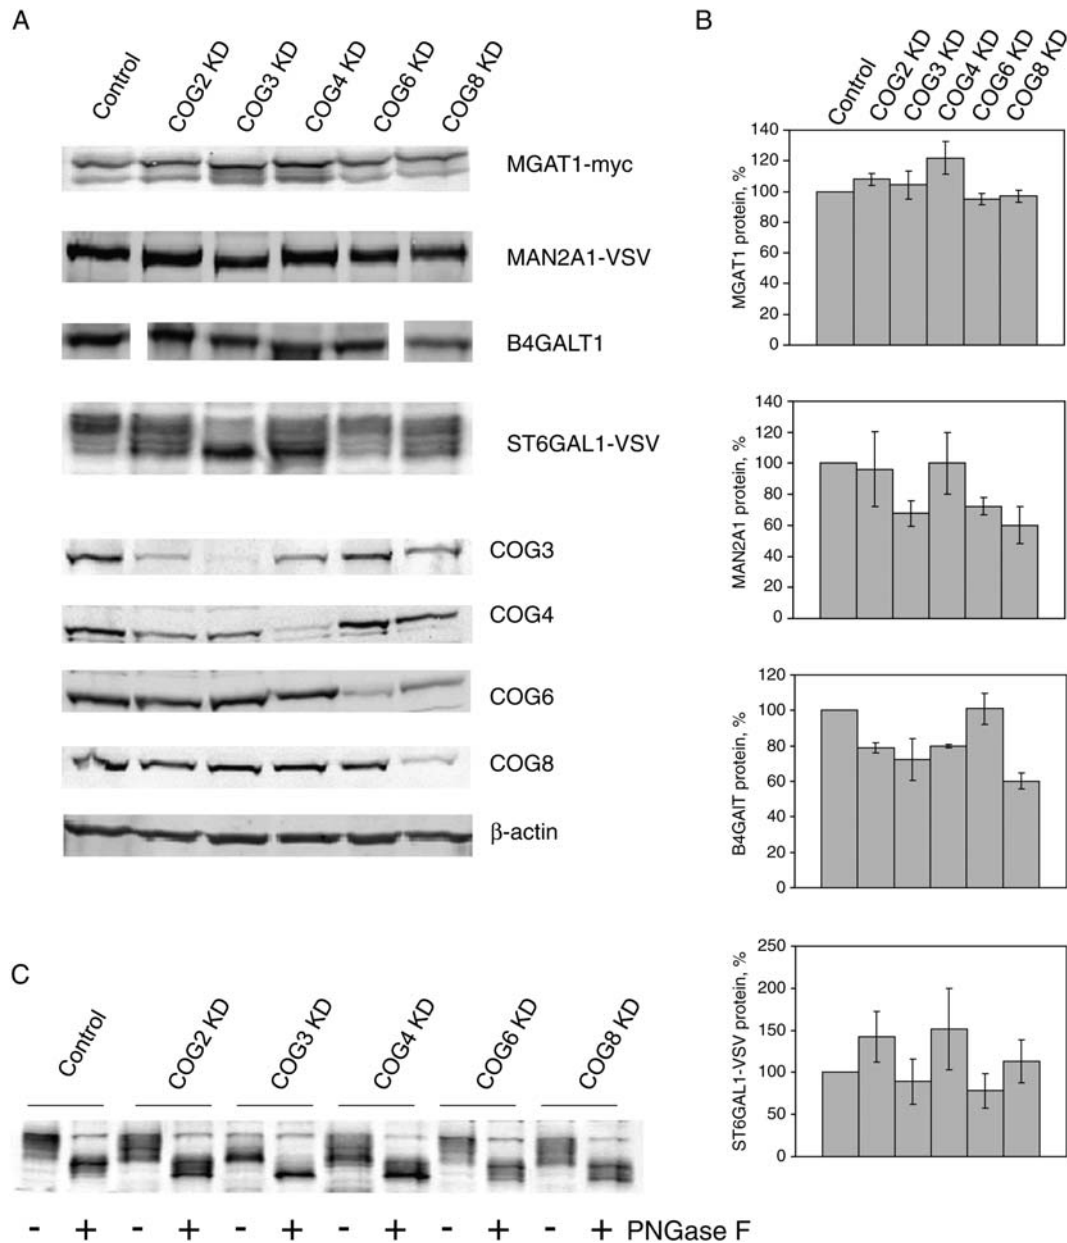 A
Control
COG2 KD
COG3 KD
COG4 KD
COG6 KD
COG8 KD
MGAT1-myc
MAN2A1-VSV
B4GALT1
ST6GAL1-VSV
COG3
COG4
COG6
COG8
β-actin
B
Control
COG2 KD
COG3 KD
COG4 KD
COG6 KD
COG8 KD
MGAT1 protein, %
140
120
100
80
60
40
20
0
MAN2A1 protein, %
140
120
100
80
60
40
20
0
B4GAlT protein, %
120
100
80
60
40
20
0
ST6GAL1-VSV protein, %
250
200
150
100
50
0
C
Control
COG2 KD
COG3 KD
COG4 KD
COG6 KD
COG8 KD
- + - + - + - + - + - + PNGase F